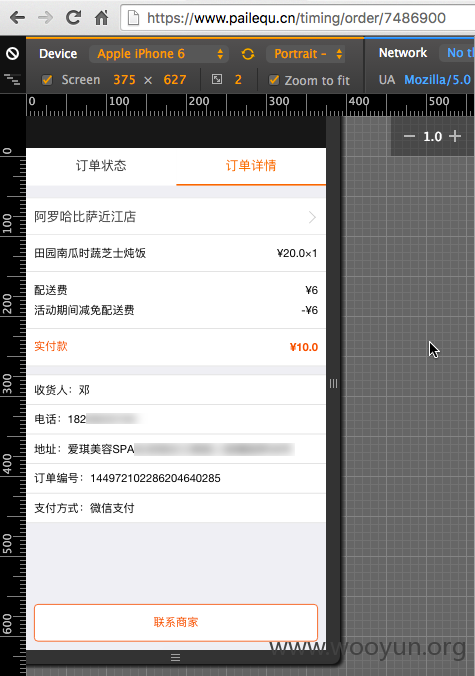 https://www.pailequ.cn/timing/order/7486900
Device Apple iPhone 6 Portrait - Network No th
Screen 375 × 627 2 Zoom to fit UA Mozilla/5.0
0 100 200 300 400 500
1.0
0
100
200
300
400
500
600
订单状态 订单详情
阿罗哈比萨近江店
田园南瓜时蔬芝士炖饭 ¥20.0×1
配送费 ¥6
活动期间减免配送费 -¥6
实付款 ¥10.0
收货人：邓
电话：182
地址：爱琪美容SPA
订单编号：144972102286204640285
支付方式：微信支付
联系商家
www.wooyun.org